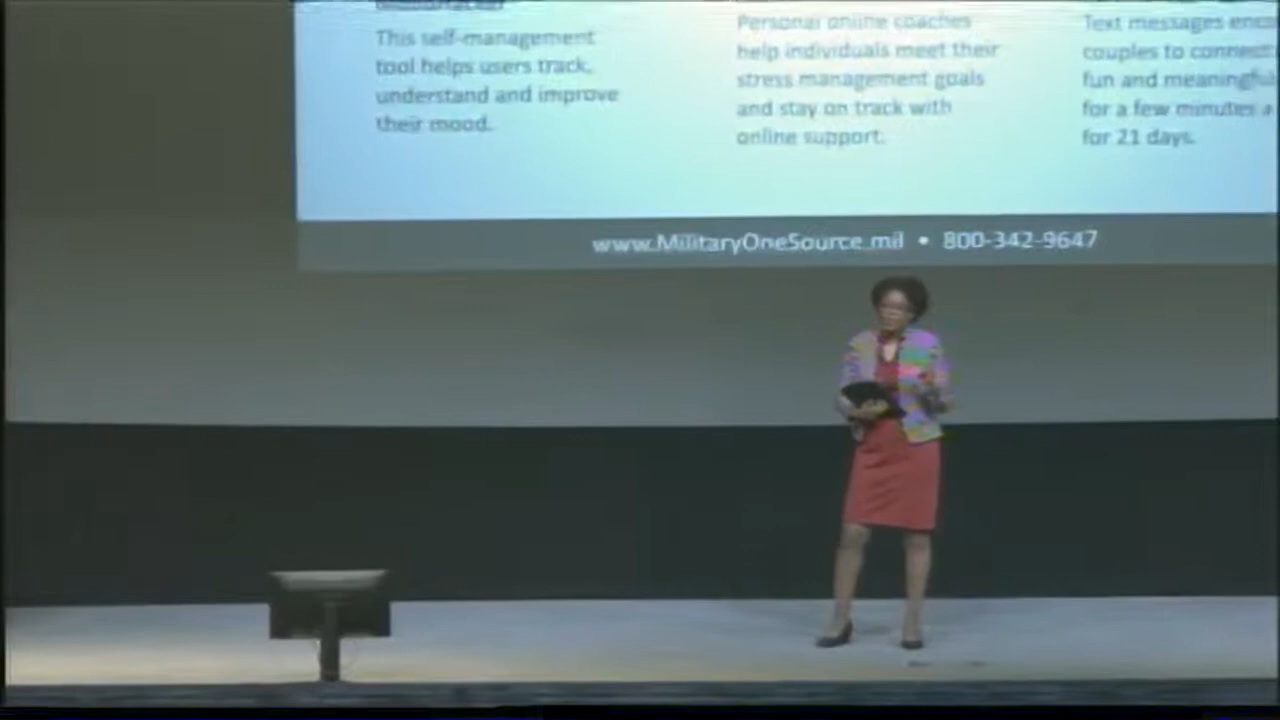 This self-management
tool helps users track,
understand and improve
their mood.
Personal online coaches
help individuals meet their
stress management goals
and stay on track with
online support.
Text messages
couples to connect
fun and
for a few minutes
for 21 days.
www.MilitaryOneSource.mil • 800-342-9647